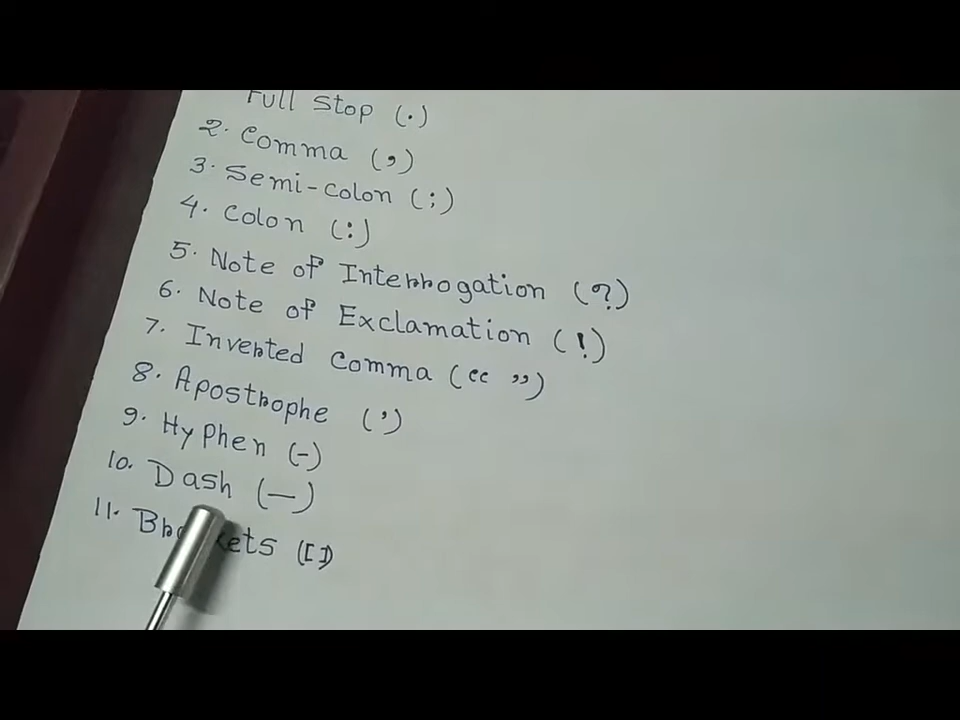 Full Stop (.)
2. Comma (,)
3. Semi-colon (;)
4. Colon (:)
5. Note of Interrogation (?)
6. Note of Exclamation (!)
7. Inverted Comma (“ ”)
8. Apostrophe (’)
9. Hyphen (-)
10. Dash (—)
11. Brackets ([])